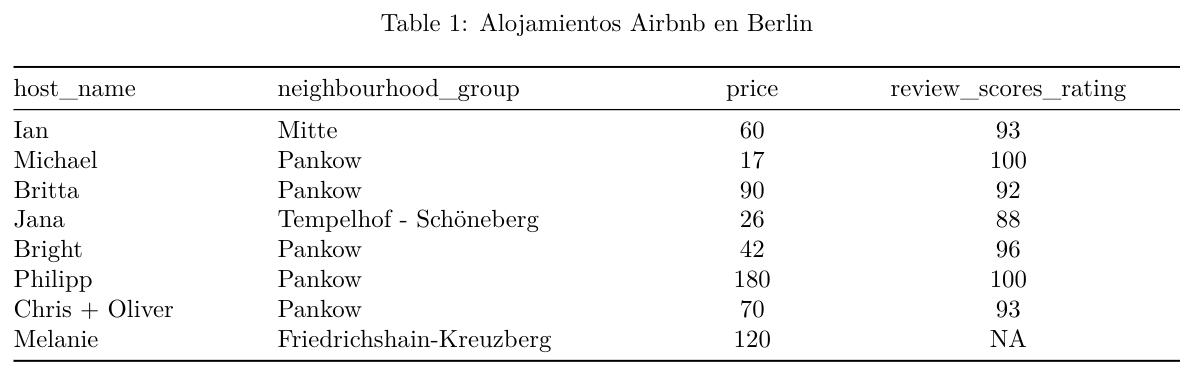 Table 1: Alojamientos Airbnb en Berlin
host_name neighbourhood_group price review_scores_rating
Ian Mitte 60 93
Michael Pankow 17 100
Britta Pankow 90 92
Jana Tempelhof - Schöneberg 26 88
Bright Pankow 42 96
Philipp Pankow 180 100
Chris + Oliver Pankow 70 93
Melanie Friedrichshain-Kreuzberg 120 NA